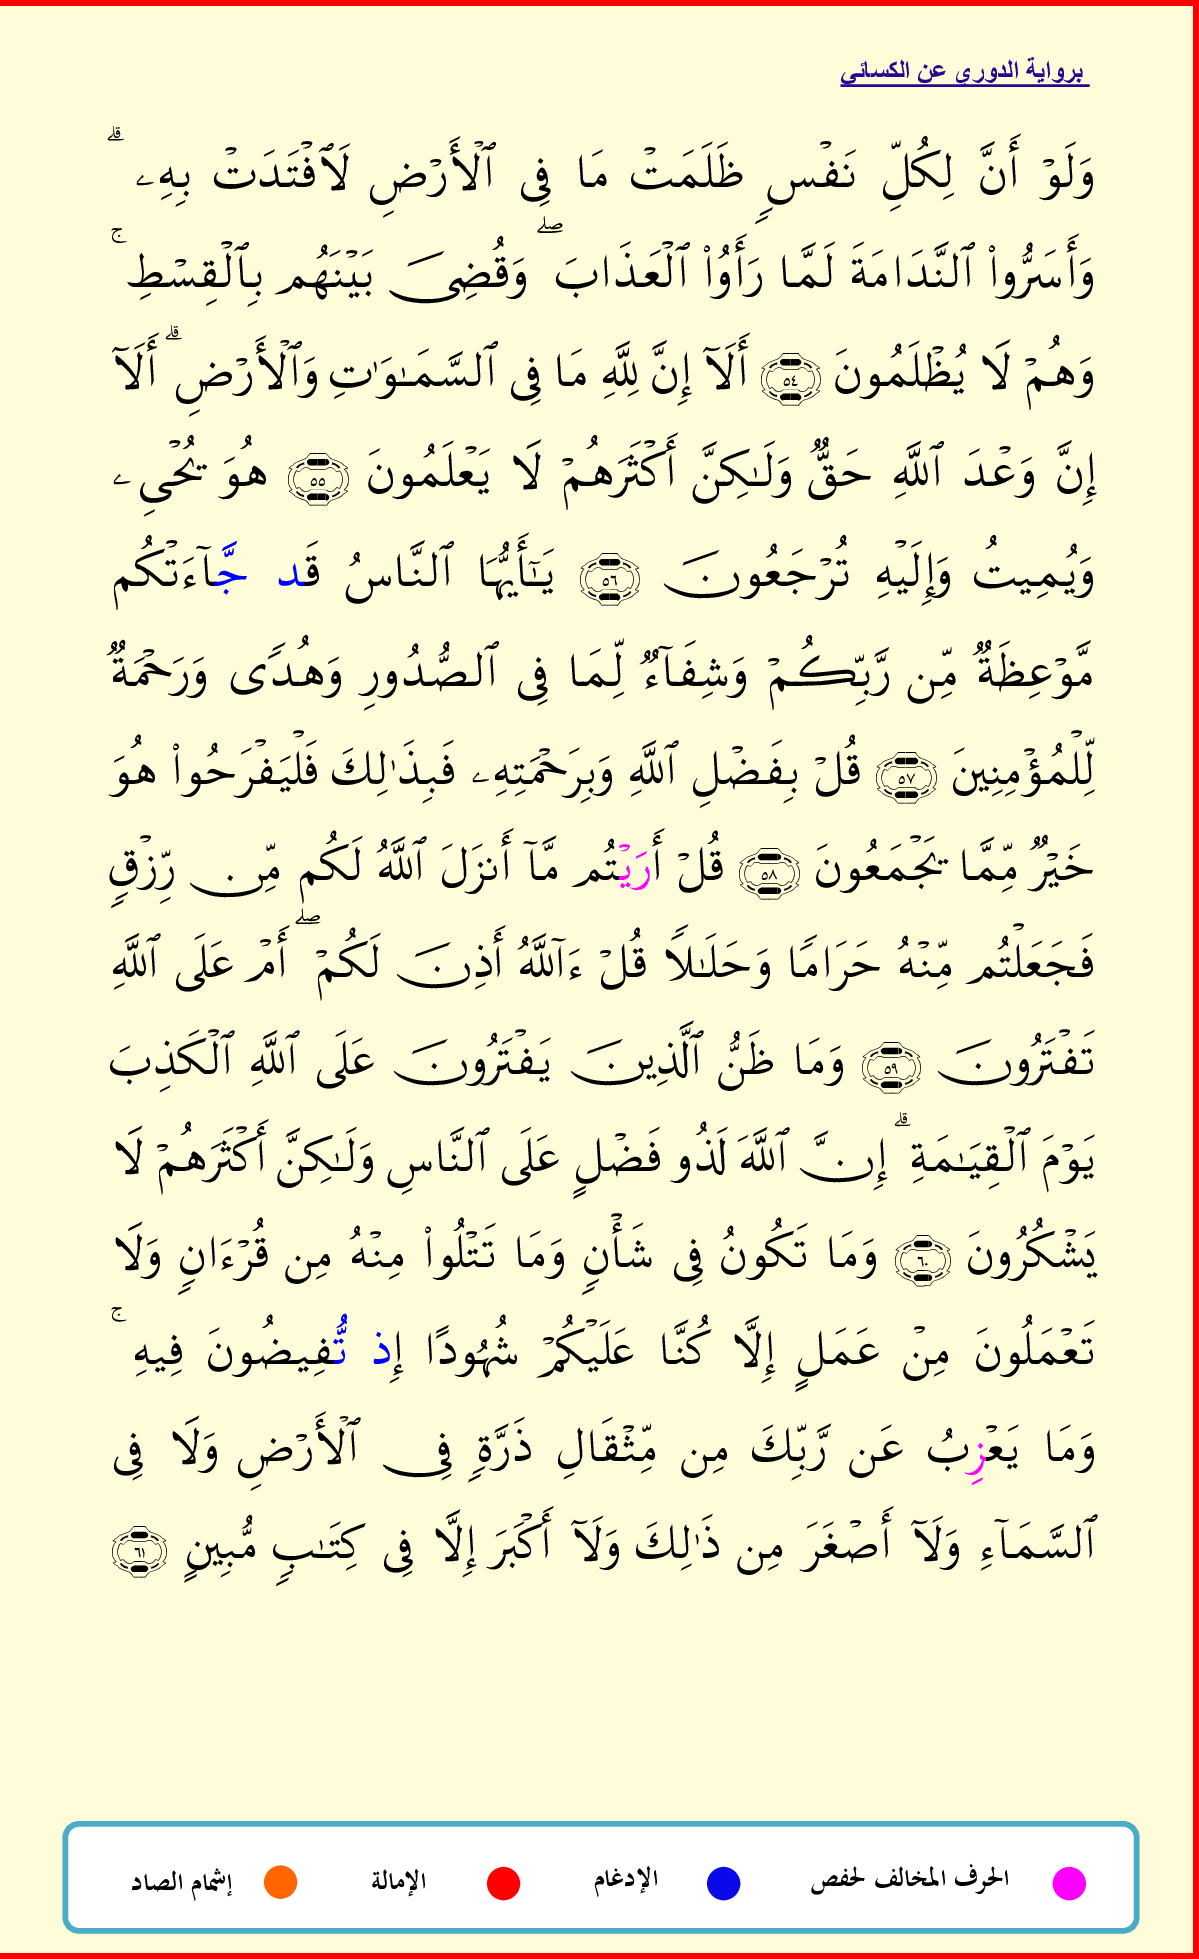 برواية الدوري عن الكسائي
وَلَوۡ أَنَّ لِكُلِّ نَفۡسٖ ظَلَمَتۡ مَا فِي ٱلۡأَرۡضِ لَٱفۡتَدَتۡ بِهِۦۗ
وَأَسَرُّواْ ٱلنَّدَامَةَ لَمَّا رَأَوُاْ ٱلۡعَذَابَۖ وَقُضِيَ بَيۡنَهُم بِٱلۡقِسۡطِۚ
وَهُمۡ لَا يُظۡلَمُونَ ٥٤ أَلَآ إِنَّ لِلَّهِ مَا فِي ٱلسَّمَٰوَٰتِ وَٱلۡأَرۡضِۗ أَلَآ
إِنَّ وَعۡدَ ٱللَّهِ حَقّٞ وَلَٰكِنَّ أَكۡثَرَهُمۡ لَا يَعۡلَمُونَ ٥٥ هُوَ يُحۡيِۦ
وَيُمِيتُ وَإِلَيۡهِ تُرۡجَعُونَ ٥٦ يَٰٓأَيُّهَا ٱلنَّاسُ قَد جَّآءَتۡكُم
مَّوۡعِظَةٞ مِّن رَّبِّكُمۡ وَشِفَآءٞ لِّمَا فِي ٱلصُّدُورِ وَهُدٗى وَرَحۡمَةٞ
لِّلۡمُؤۡمِنِينَ ٥٧ قُلۡ بِفَضۡلِ ٱللَّهِ وَبِرَحۡمَتِهِۦ فَبِذَٰلِكَ فَلۡيَفۡرَحُواْ هُوَ
خَيۡرٞ مِّمَّا يَجۡمَعُونَ ٥٨ قُلۡ أَرَيۡتُم مَّآ أَنزَلَ ٱللَّهُ لَكُم مِّن رِّزۡقٖ
فَجَعَلۡتُم مِّنۡهُ حَرَامٗا وَحَلَٰلٗا قُلۡ ءَآللَّهُ أَذِنَ لَكُمۡۖ أَمۡ عَلَى ٱللَّهِ
تَفۡتَرُونَ ٥٩ وَمَا ظَنُّ ٱلَّذِينَ يَفۡتَرُونَ عَلَى ٱللَّهِ ٱلۡكَذِبَ
يَوۡمَ ٱلۡقِيَٰمَةِۗ إِنَّ ٱللَّهَ لَذُو فَضۡلٍ عَلَى ٱلنَّاسِ وَلَٰكِنَّ أَكۡثَرَهُمۡ لَا
يَشۡكُرُونَ ٦٠ وَمَا تَكُونُ فِي شَأۡنٖ وَمَا تَتۡلُواْ مِنۡهُ مِن قُرۡءَانٖ وَلَا
تَعۡمَلُونَ مِنۡ عَمَلٍ إِلَّا كُنَّا عَلَيۡكُمۡ شُهُودًا إِذ تُّفِيضُونَ فِيهِۚ
وَمَا يَعۡزِبُ عَن رَّبِّكَ مِن مِّثۡقَالِ ذَرَّةٖ فِي ٱلۡأَرۡضِ وَلَا فِي
ٱلسَّمَآءِ وَلَآ أَصۡغَرَ مِن ذَٰلِكَ وَلَآ أَكۡبَرَ إِلَّا فِي كِتَٰبٖ مُّبِينٍ ٦١
الحرف المخالف لحفص الإدغام الإمالة إشمام الصاد